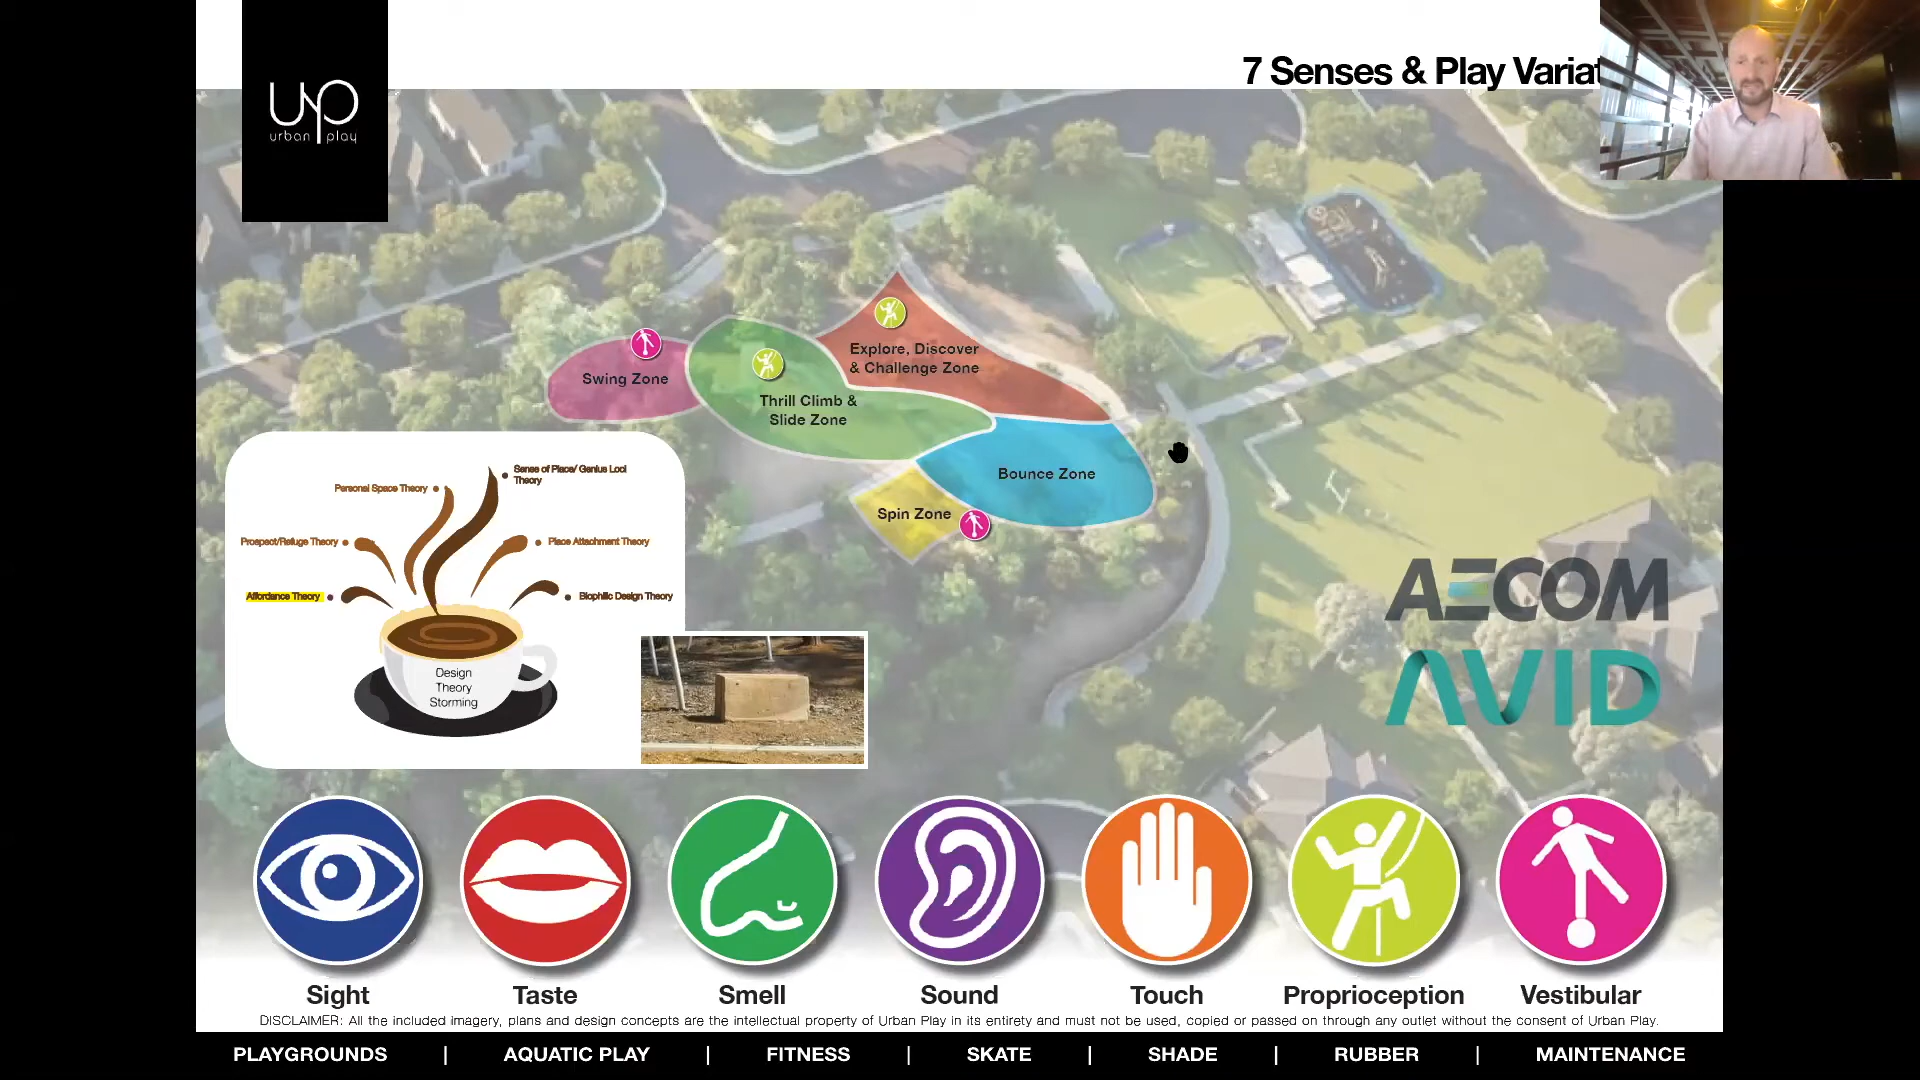 up
urban play
7 Senses & Play Variat
Explore, Discover
& Challenge Zone
Swing Zone
Thrill Climb &
Slide Zone
Bounce Zone
Spin Zone
Sense of Place/ Genius Loci
Theory
Personal Space Theory
Prospect/Refuge Theory
Place Attachment Theory
Affordance Theory
Biophilic Design Theory
Design
Theory
Storming
AECOM
AVID
Sight
Taste
Smell
Sound
Touch
Proprioception
Vestibular
DISCLAIMER: All the included imagery, plans and design concepts are the intellectual property of Urban Play in its entirety and must not be used, copied or passed on through any outlet without the consent of Urban Play.
PLAYGROUNDS | AQUATIC PLAY | FITNESS | SKATE | SHADE | RUBBER | MAINTENANCE